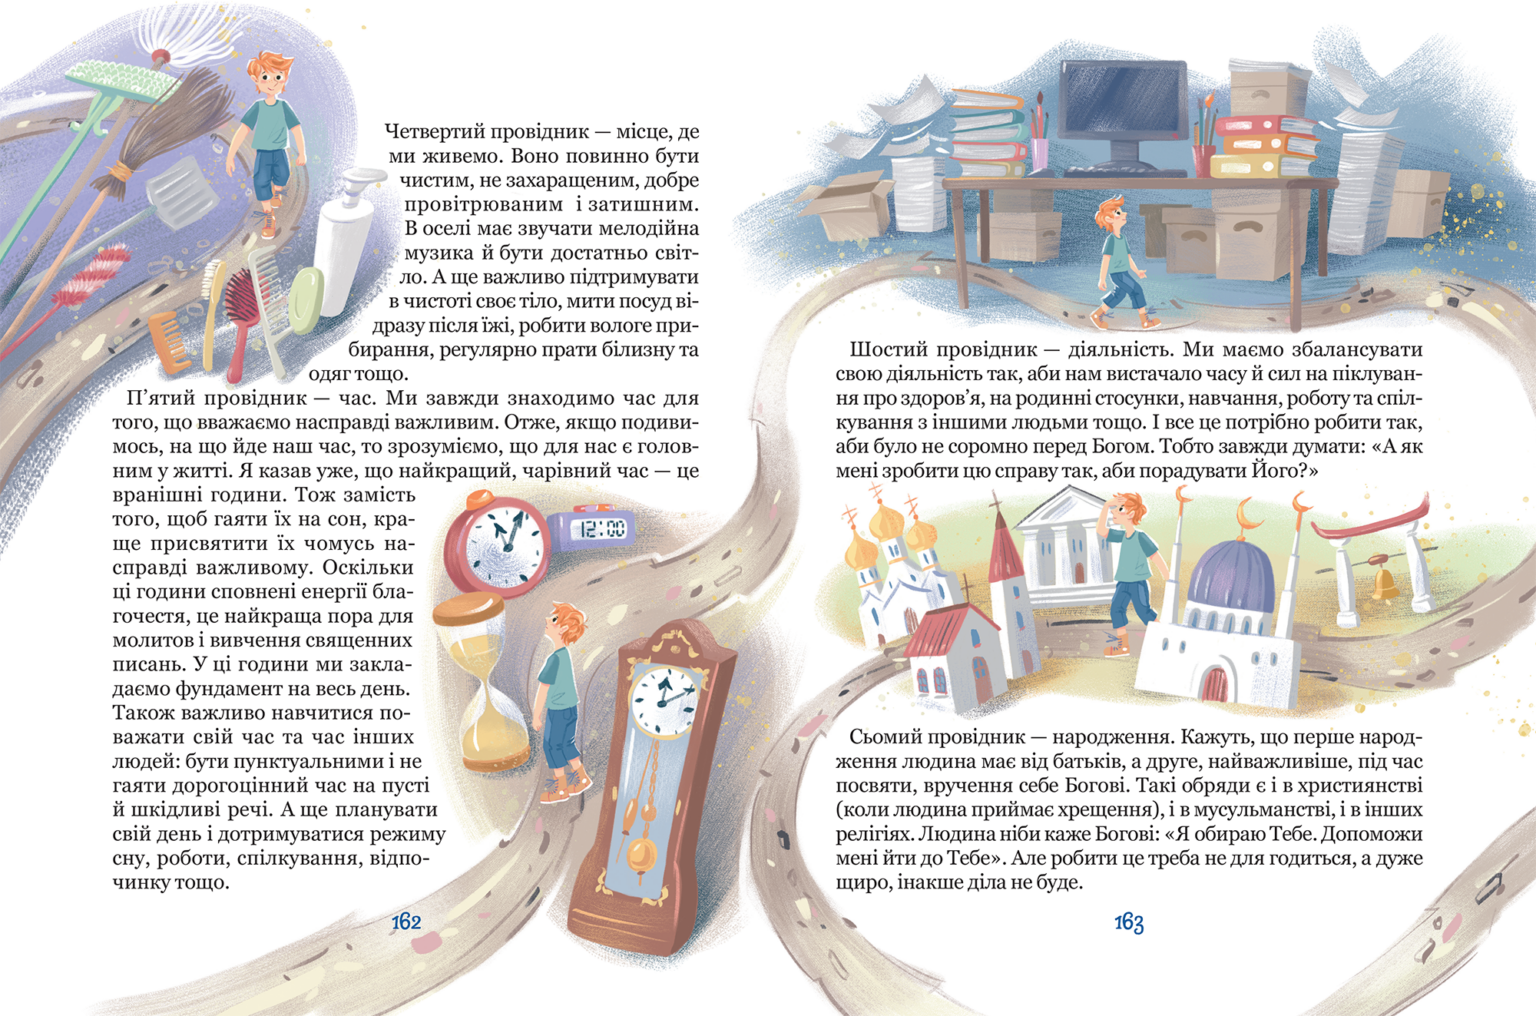 Четвертий провідник — місце, де
ми живемо. Воно повинно бути
чистим, не захаращеним, добре
провітрюваним і затишним.
В оселі має звучати мелодійна
музика й бути достатньо світ-
ло. А ще важливо підтримувати
в чистоті своє тіло, мити посуд ві-
дразу після їжі, робити вологе при-
бирання, регулярно прати білизну та
одяг тощо.
П’ятий провідник — час. Ми завжди знаходимо час для
того, що вважаємо насправді важливим. Отже, якщо подиви-
мось, на що йде наш час, то зрозуміємо, що для нас є голов-
ним у житті. Я казав уже, що найкращий, чарівний час — це
вранішні години. Тож замість
того, щоб гаяти їх на сон, кра-
ще присвятити їх чомусь на-
справді важливому. Оскільки
ці години сповнені енергії бла-
гочестя, це найкраща пора для
молитов і вивчення священних
писань. У ці години ми закла-
даємо фундамент на весь день.
Також важливо навчитися по-
важати свій час та час інших
людей: бути пунктуальними і не
гаяти дорогоцінний час на пусті
й шкідливі речі. А ще планувати
свій день і дотримуватися режиму
сну, роботи, спілкування, відпо-
чинку тощо.
12:00
162
Шостий провідник — діяльність. Ми маємо збалансувати
свою діяльність так, аби нам вистачало часу й сил на піклуван-
ня про здоров’я, на родинні стосунки, навчання, роботу та спіл-
кування з іншими людьми тощо. І все це потрібно робити так,
аби було не соромно перед Богом. Тобто завжди думати: «А як
мені зробити цю справу так, аби порадувати Його?»
Сьомий провідник — народження. Кажуть, що перше народ-
ження людина має від батьків, а друге, найважливіше, під час
посвяти, вручення себе Богові. Такі обряди є і в християнстві
(коли людина приймає хрещення), і в мусульманстві, і в інших
релігіях. Людина ніби каже Богові: «Я обираю Тебе. Допоможи
мені йти до Тебе». Але робити це треба не для годиться, а дуже
щиро, інакше діла не буде.
163